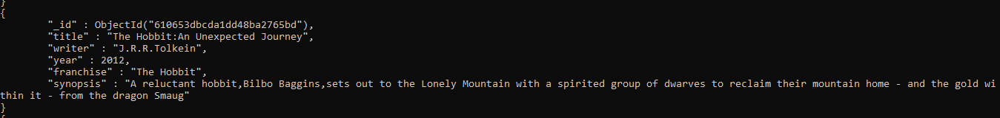 }
{
        "_id" : ObjectId("610653dbcda1dd48ba2765bd"),
        "title" : "The Hobbit:An Unexpected Journey",
        "writer" : "J.R.R.Tolkein",
        "year" : 2012,
        "franchise" : "The Hobbit",
        "synopsis" : "A reluctant hobbit,Bilbo Baggins,sets out to the Lonely Mountain with a spirited group of dwarves to reclaim their mountain home - and the gold wi
thin it - from the dragon Smaug"
}
{